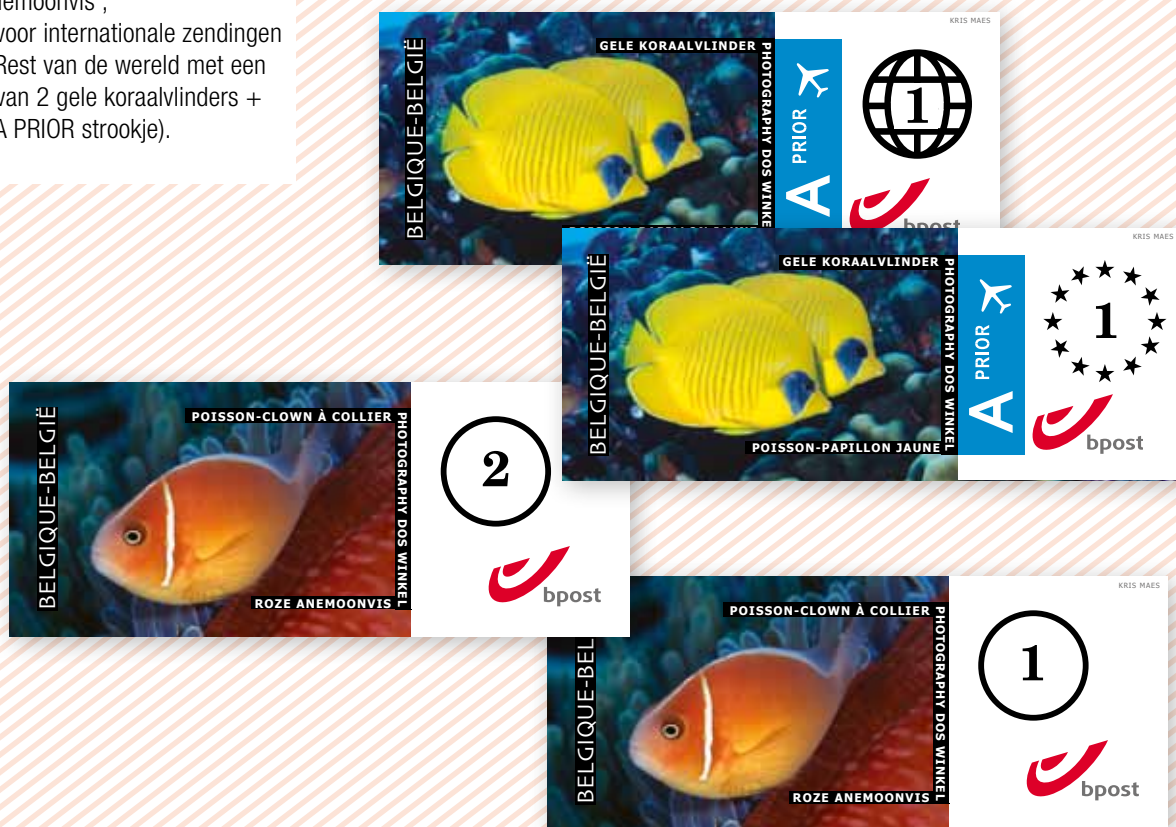 voor internationale zendingen
Rest van de wereld met een
van 2 gele koraalvlinders +
A PRIOR strookje).
KRIS MAES
BELGIQUE-BELGIË
GELE KORAALVLINDER
PHOTOGRAPHY DOS WINKE
A PRIOR
1
bpost
KRIS MAES
BELGIQUE-BELGIË
GELE KORAALVLINDER
PHOTOGRAPHY DOS WINKEL
POISSON-PAPILLON JAUNE
A PRIOR
1
bpost
BELGIQUE-BELGIË
POISSON-CLOWN À COLLIER
PHOTOGRAPHY DOS WINKEL
ROZE ANEMOONVIS
2
bpost
KRIS MAES
BELGIQUE-BEL
POISSON-CLOWN À COLLIER
PHOTOGRAPHY DOS WINKEL
ROZE ANEMOONVIS
1
bpost